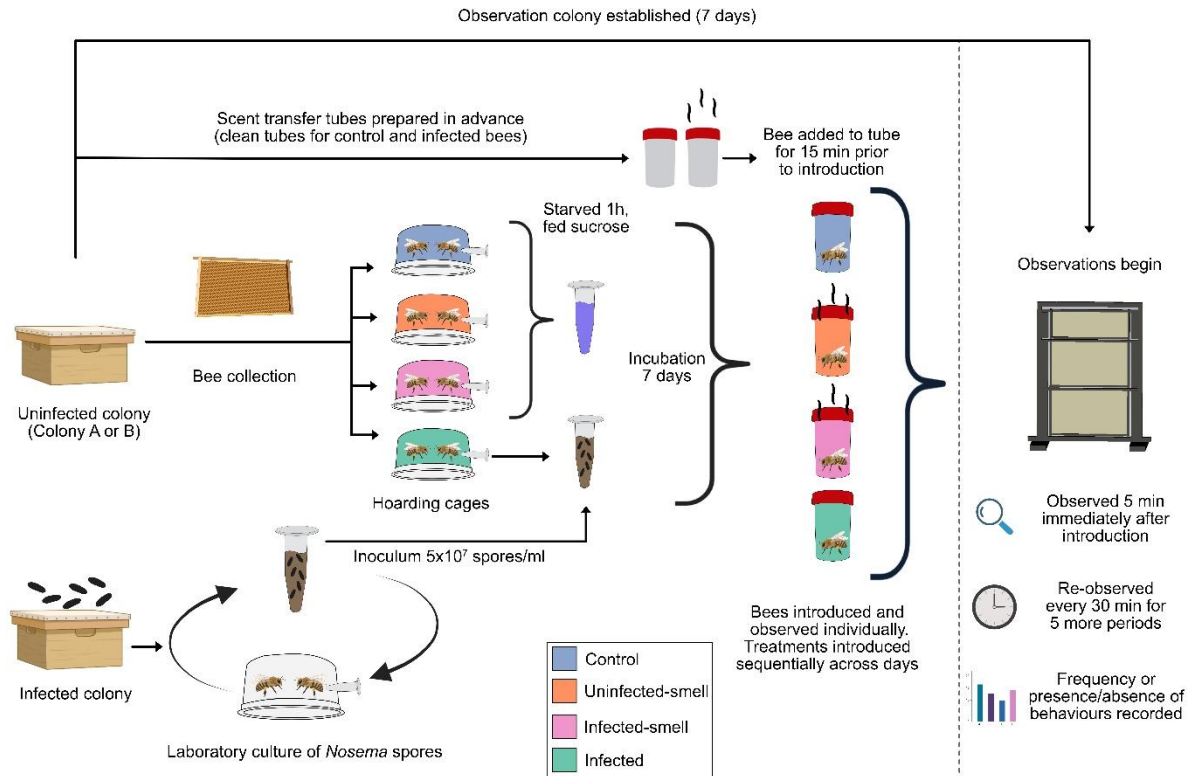 Observation colony established (7 days)
Scent transfer tubes prepared in advance
(clean tubes for control and infected bees)
Bee added to tube
for 15 min prior
to introduction
Starved 1h,
fed sucrose
Observations begin
Bee collection
Incubation
7 days
Uninfected colony
(Colony A or B)
Hoarding cages
Inoculum 5x10⁷ spores/ml
Observed 5 min
immediately after
introduction
Re-observed
every 30 min for
5 more periods
Bees introduced and
observed individually.
Treatments introduced
sequentially across days
Infected colony
Control
Uninfected-smell
Infected-smell
Infected
Frequency or
presence/absence of
behaviours recorded
Laboratory culture of Nosema spores